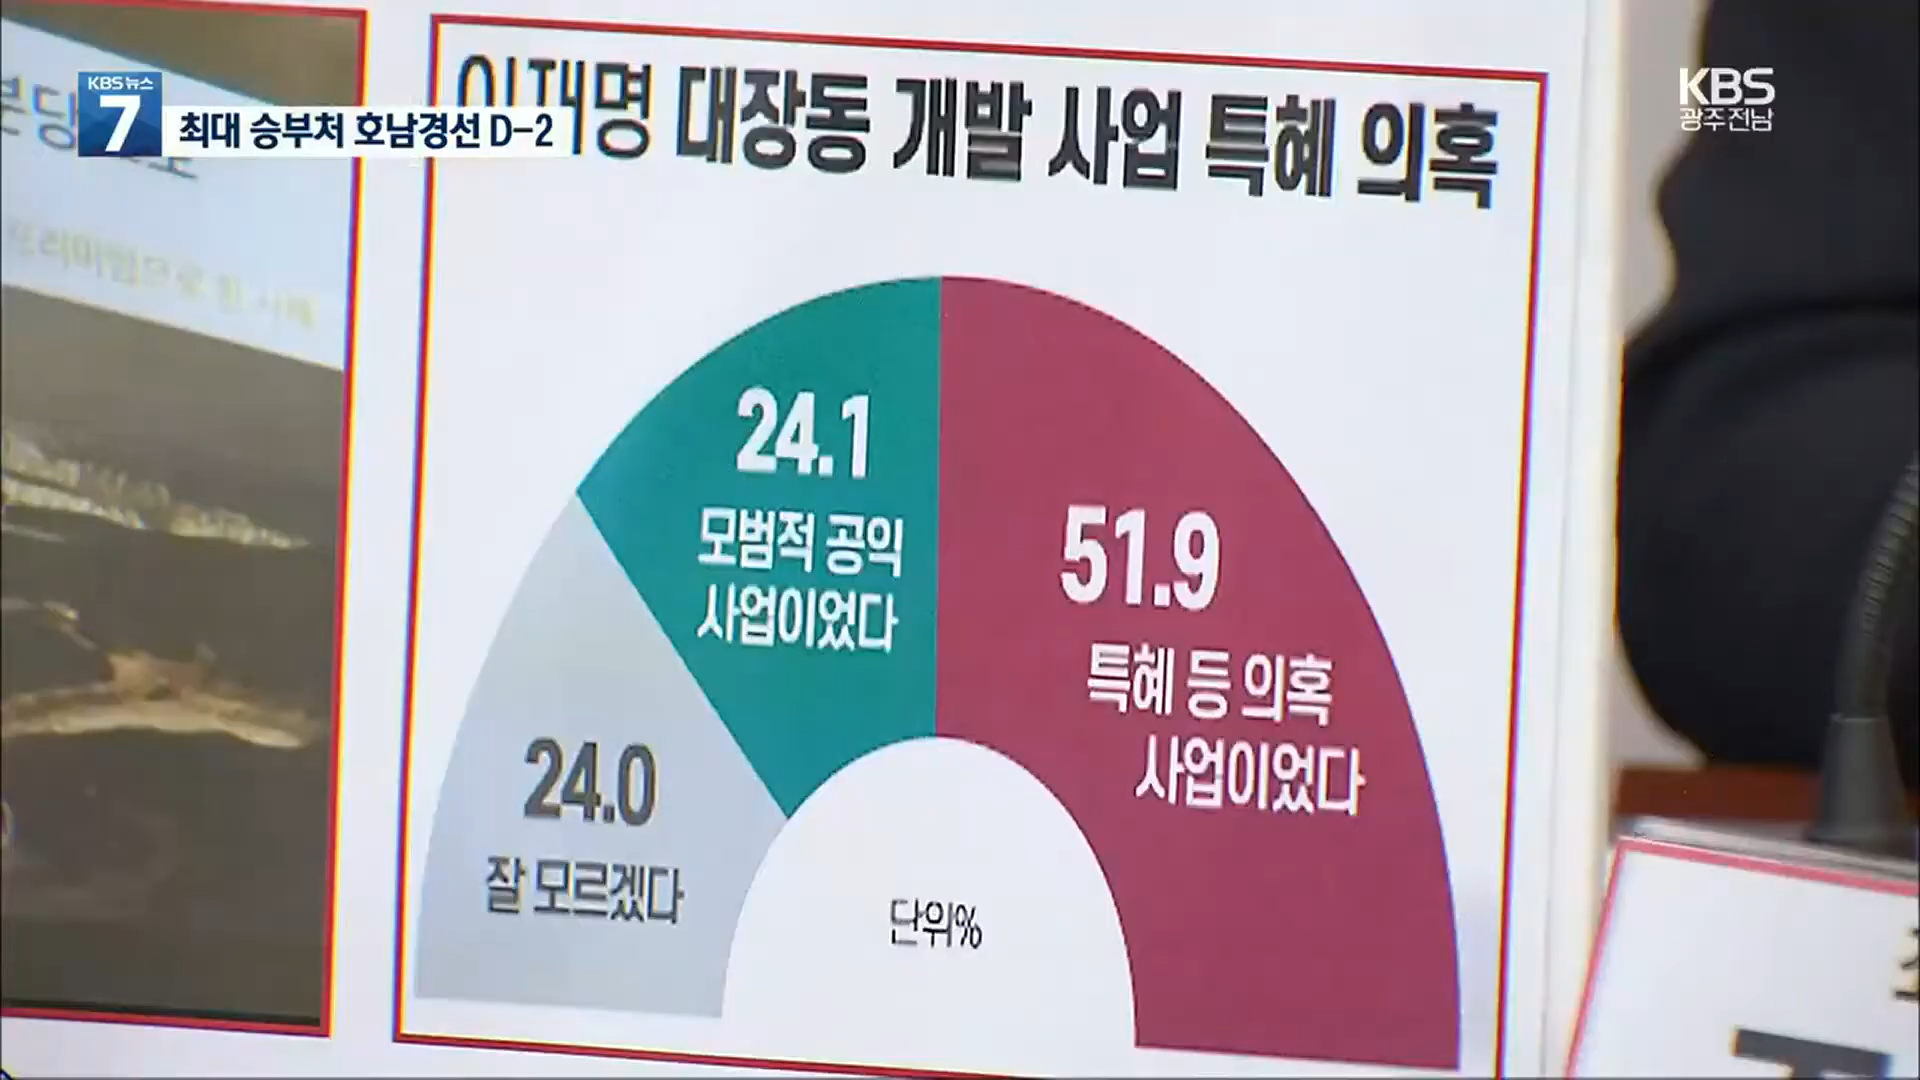 KBS 뉴스
7
최대 승부처 호남경선 D-2
KBS
광주전남
이재명 대장동 개발 사업 특혜 의혹
24.1
모범적 공익
사업이었다
51.9
특혜 등 의혹
사업이었다
24.0
잘 모르겠다
단위%